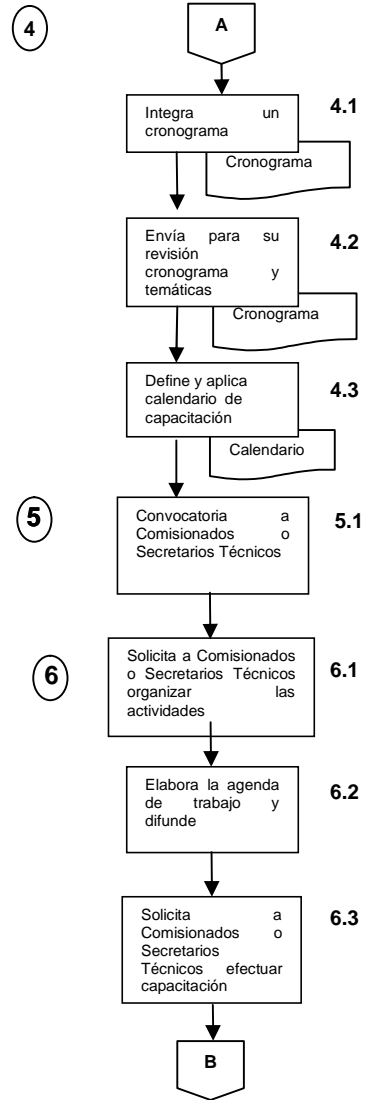 4
A
4.1
Integra un
cronograma
Cronograma
4.2
Envía para su
revisión
cronograma y
temáticas
Cronograma
4.3
Define y aplica
calendario de
capacitación
Calendario
5
5.1
Convocatoria a
Comisionados o
Secretarios Técnicos
6
6.1
Solicita a Comisionados
o Secretarios Técnicos
organizar las
actividades
6.2
Elabora la agenda
de trabajo y
difunde
6.3
Solicita a
Comisionados o
Secretarios
Técnicos efectuar
capacitación
B